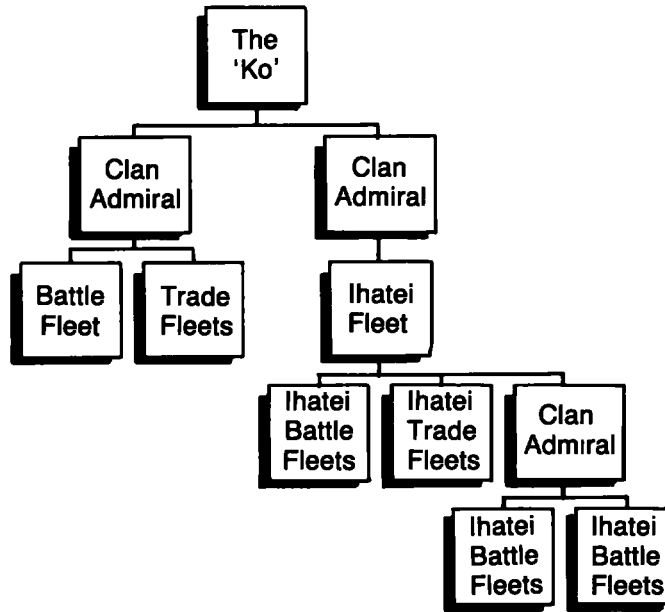 The
'Ko'
Clan
Admiral
Clan
Admiral
Battle
Fleet
Trade
Fleets
Ihatei
Fleet
Ihatei
Battle
Fleets
Ihatei
Trade
Fleets
Clan
Admiral
Ihatei
Battle
Fleets
Ihatei
Battle
Fleets